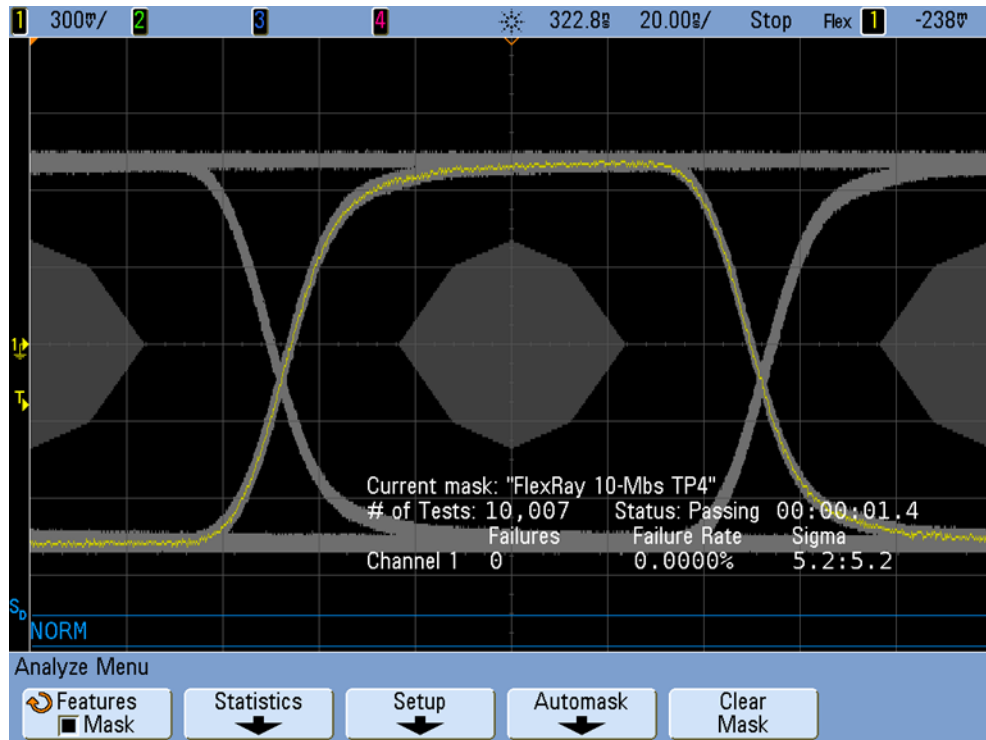 1 300mV/ 2 3 4 322.8ns 20.00ns/ Stop Flex 1 -238mV
1
T
Current mask: "FlexRay 10-Mbs TP4"
# of Tests: 10,007 Status: Passing 00:00:01.4
Failures Failure Rate Sigma
Channel 1 0 0.0000% 5.2:5.2
SD
NORM
Analyze Menu
Features Statistics Setup Automask Clear
Mask Mask